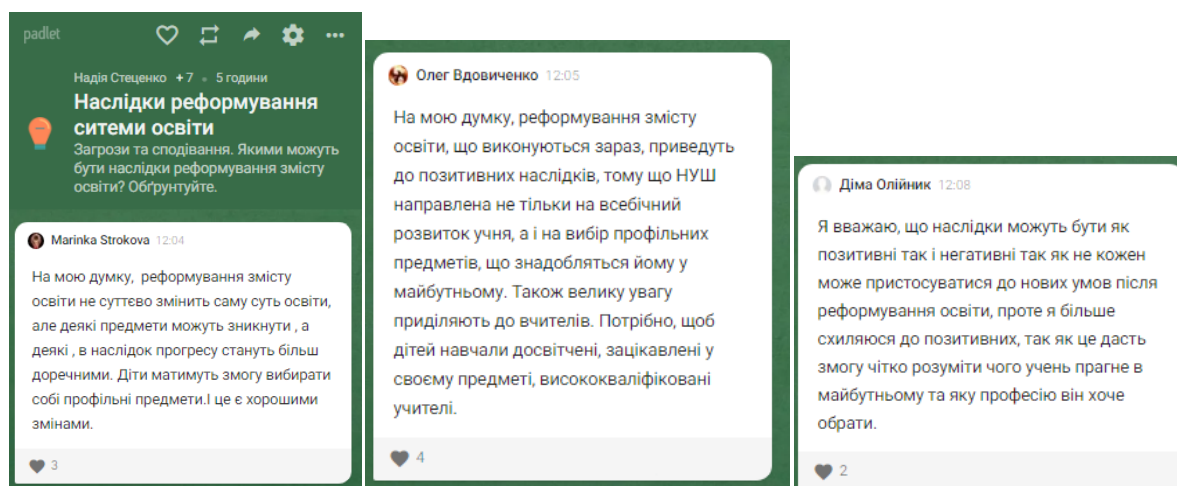 padlet
Надія Стеценко +7 • 5 години
Наслідки реформування
ситеми освіти
Загрози та сподівання. Якими можуть
бути наслідки реформування змісту
освіти? Обґрунтуйте.
Marinka Strokova 12:04
На мою думку, реформування змісту
освіти не суттєво змінить саму суть освіти,
але деякі предмети можуть зникнути , а
деякі , в наслідок прогресу стануть більш
доречними. Діти матимуть змогу вибирати
собі профільні предмети.І це є хорошими
змінами.
3
Олег Вдовиченко 12:05
На мою думку, реформування змісту
освіти, що виконуються зараз, приведуть
до позитивних наслідків, тому що НУШ
направлена не тільки на всебічний
розвиток учня, а і на вибір профільних
предметів, що знадобляться йому у
майбутньому. Також велику увагу
приділяють до вчителів. Потрібно, щоб
дітей навчали досвітчені, зацікавлені у
своєму предметі, висококваліфіковані
учителі.
4
Діма Олійник 12:08
Я вважаю, що наслідки можуть бути як
позитивні так і негативні так як не кожен
може пристосуватися до нових умов після
реформування освіти, проте я більше
схиляюся до позитивних, так як це дасть
змогу чітко розуміти чого учень прагне в
майбутньому та яку професію він хоче
обрати.
2